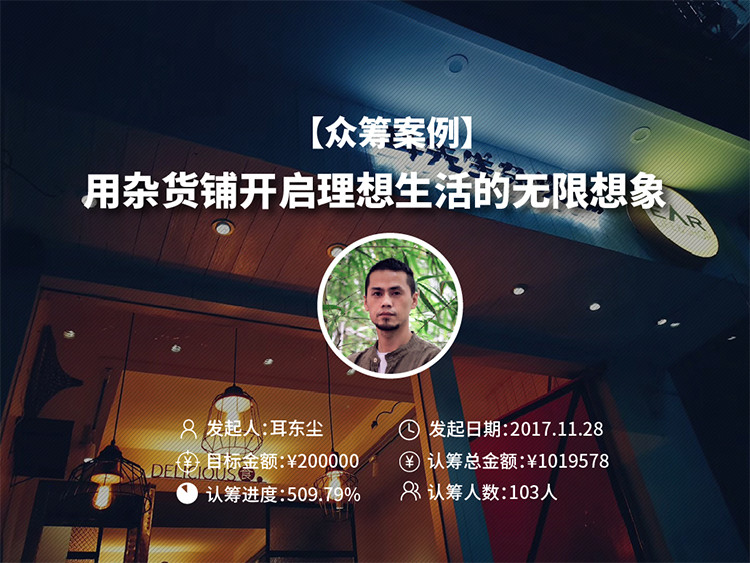 【众筹案例】
用杂货铺开启理想生活的无限想象
EAR
发起人：耳东尘
发起日期：2017.11.28
目标金额：¥200000
认筹总金额：¥1019578
DELICIOUS 食
认筹进度：509.79%
认筹人数：103人